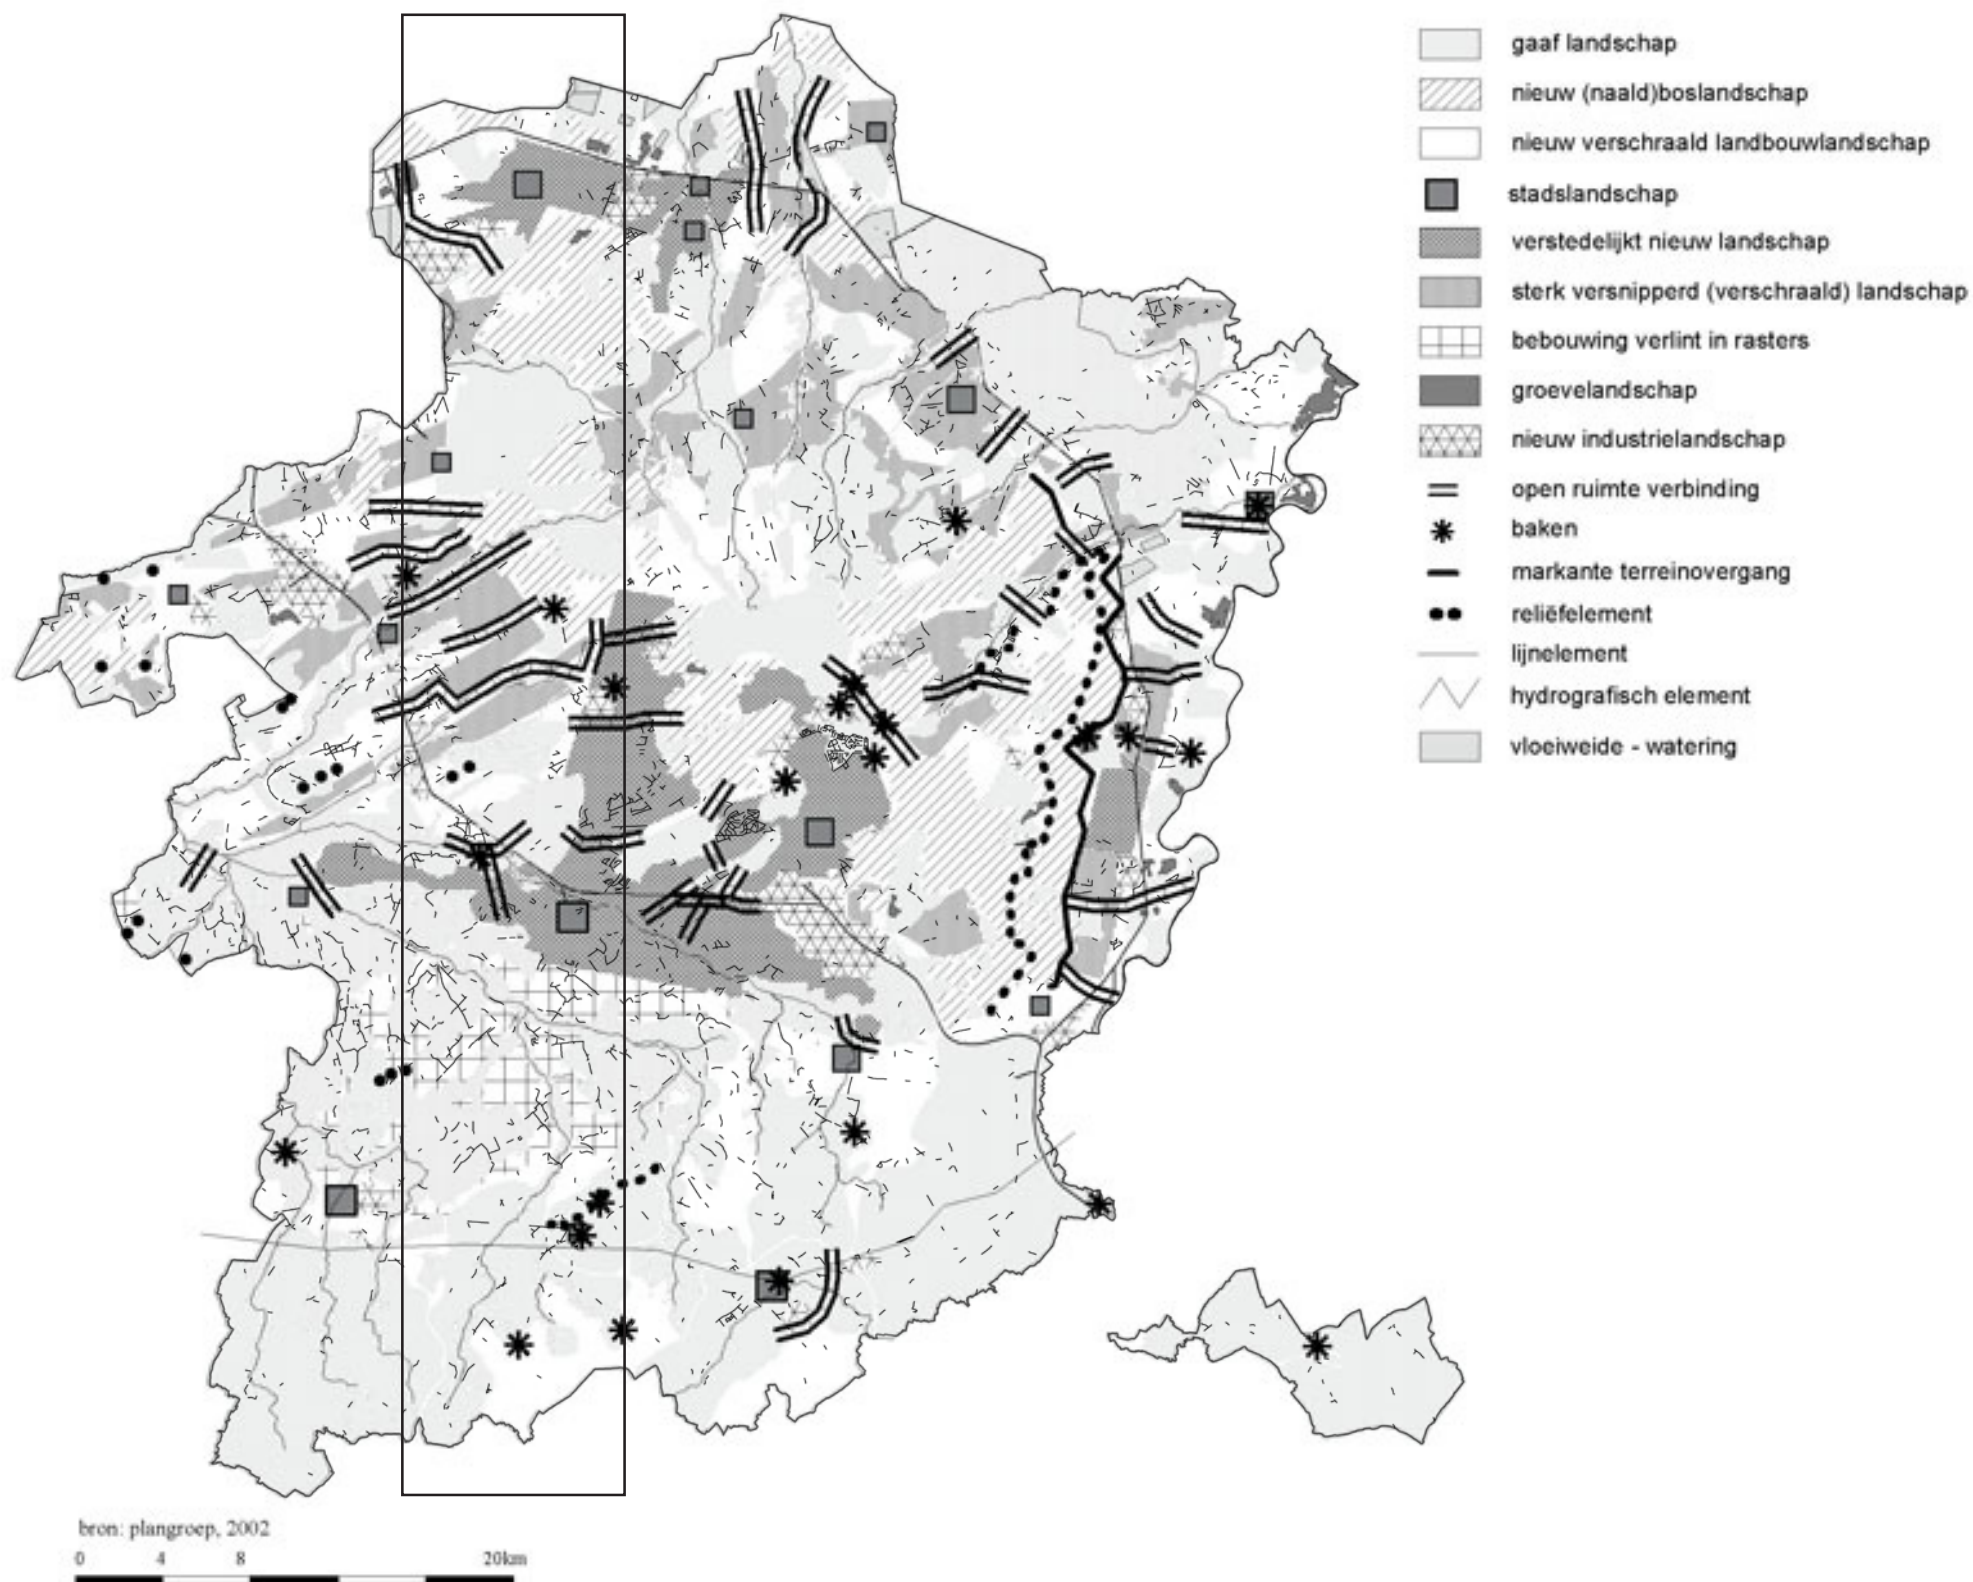 gaaf landschap
nieuw (naald)boslandschap
nieuw verschraald landbouwlandschap
stadslandschap
verstedelijkt nieuw landschap
sterk versnipperd (verschraald) landschap
bebouwing verlint in rasters
groevelandschap
nieuw industrielandschap
open ruimte verbinding
baken
markante terreinovergang
reliëfelement
lijnelement
hydrografisch element
vloeiweide - watering
bron: plangroep, 2002
0 4 8 20km